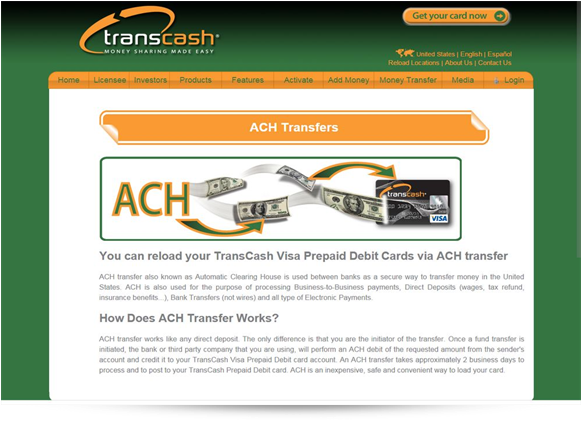 transcash®
MONEY SHARING MADE EASY
Get your card now
United States | English | Español
Reload Locations | About Us | Contact Us
Home Licensee Investors Products Features Activate Add Money Money Transfer Media Login
ACH Transfers
ACH
transcash
VISA
You can reload your TransCash Visa Prepaid Debit Cards via ACH transfer
ACH transfer also known as Automatic Clearing House is used between banks as a secure way to transfer money in the United
States. ACH is also used for the purpose of processing Business-to-Business payments, Direct Deposits (wages, tax refund,
insurance benefits...), Bank Transfers (not wires) and all type of Electronic Payments.
How Does ACH Transfer Works?
ACH transfer works like any direct deposit. The only difference is that you are the initiator of the transfer. Once a fund transfer is
initiated, the bank or third party company that you are using, will perform an ACH debit of the requested amount from the sender's
account and credit it to your TransCash Visa Prepaid Debit card account. An ACH transfer takes approximately 2 business days to
process and to post to your TransCash Prepaid Debit card. ACH is an inexpensive, safe and convenient way to load your card.